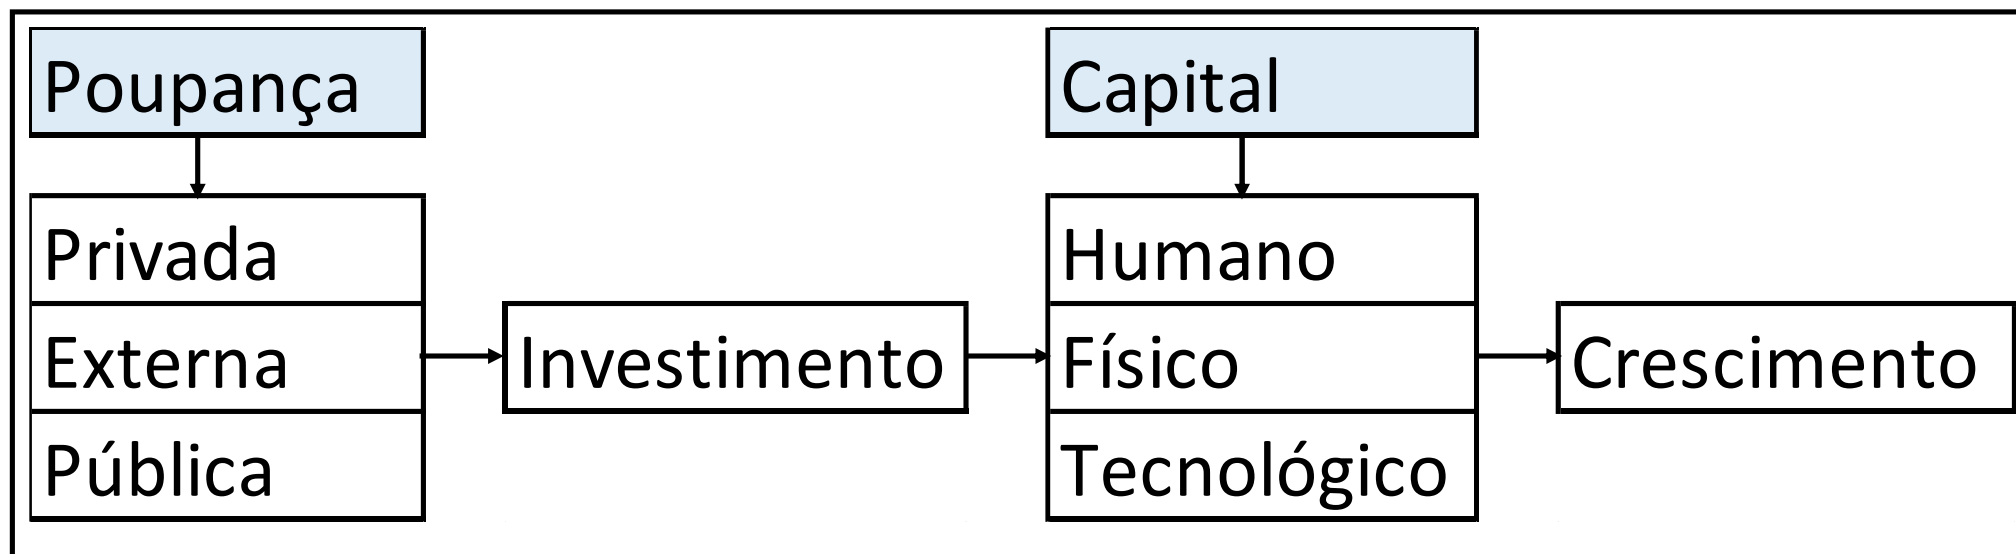 Poupança
Capital
Privada
Humano
Externa
Investimento
Físico
Crescimento
Pública
Tecnológico